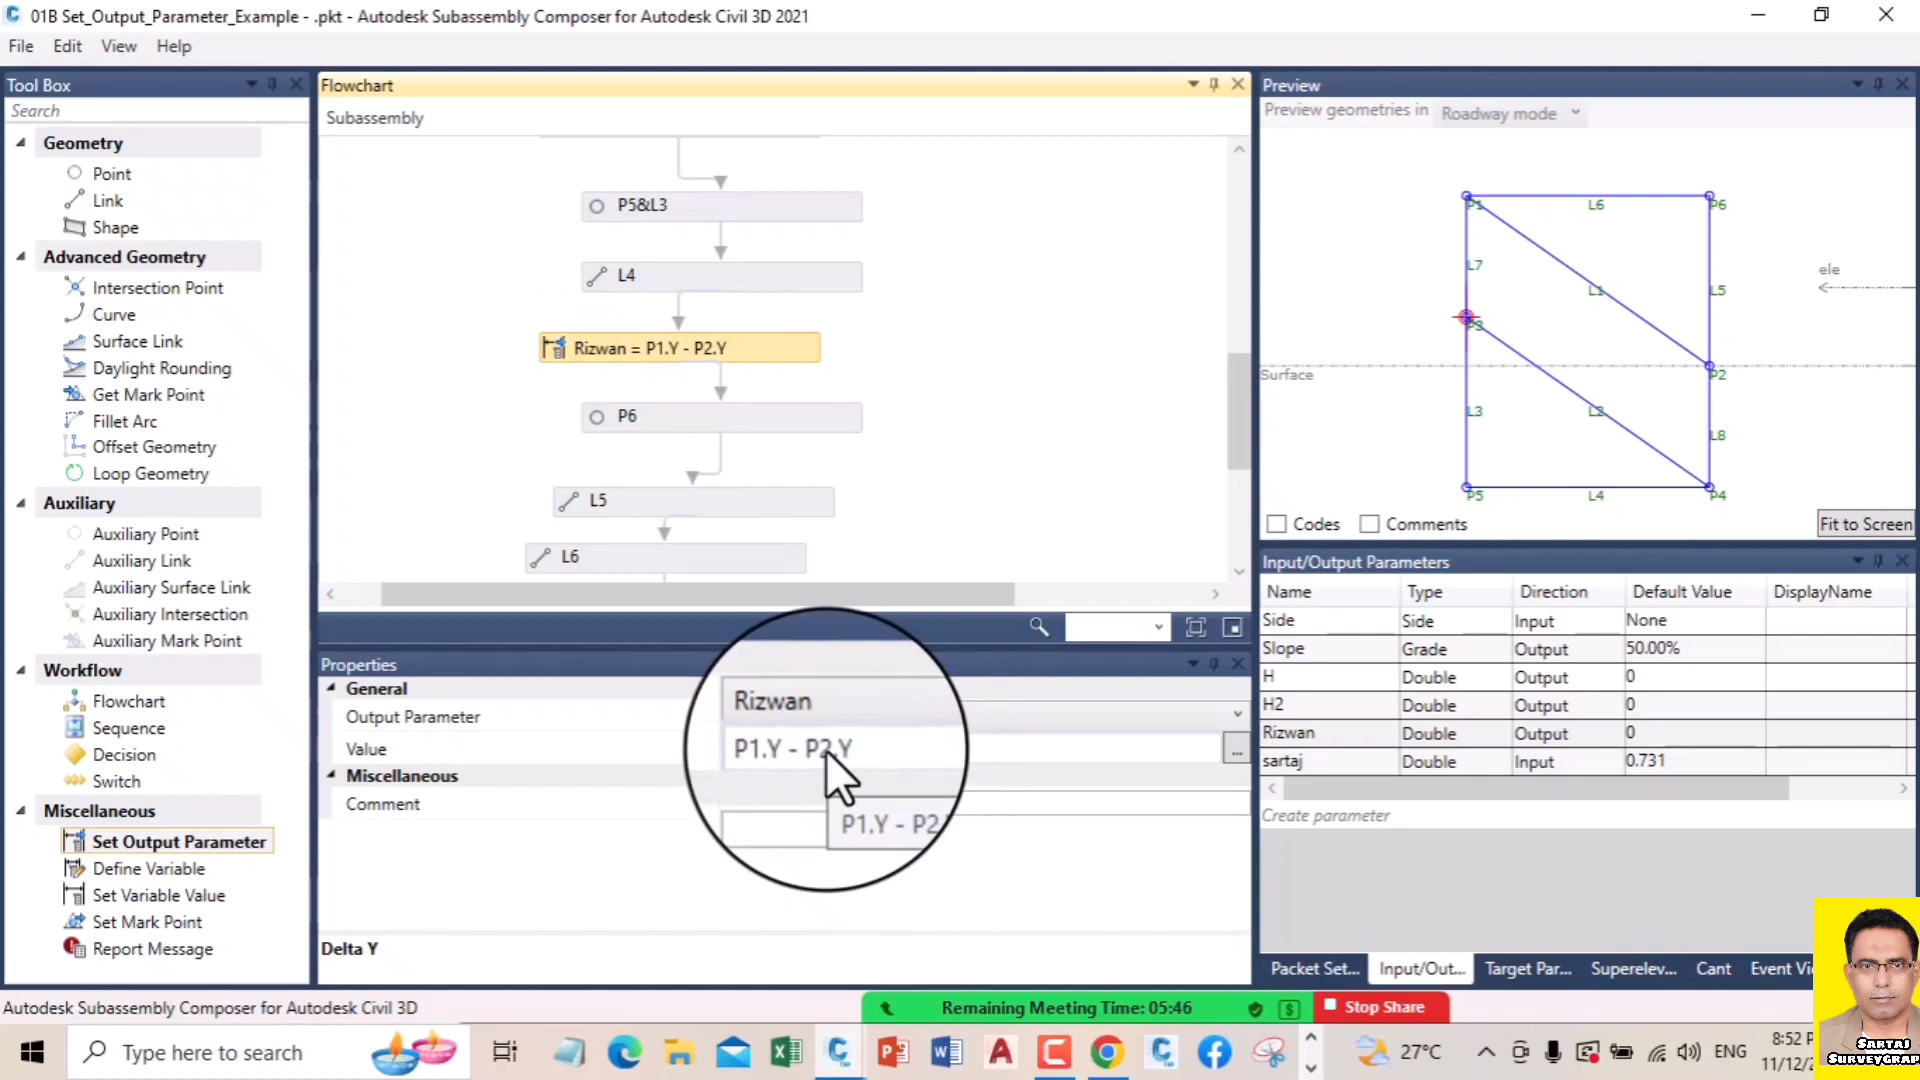 01B Set_Output_Parameter_Example - .pkt - Autodesk Subassembly Composer for Autodesk Civil 3D 2021
File Edit View Help
Tool Box
Search
Geometry
Point
Link
Shape
Advanced Geometry
Intersection Point
Curve
Surface Link
Daylight Rounding
Get Mark Point
Fillet Arc
Offset Geometry
Loop Geometry
Auxiliary
Auxiliary Point
Auxiliary Link
Auxiliary Surface Link
Auxiliary Intersection
Auxiliary Mark Point
Workflow
Flowchart
Sequence
Decision
Switch
Miscellaneous
Set Output Parameter
Define Variable
Set Variable Value
Set Mark Point
Report Message
Flowchart
Subassembly
P5&L3
L4
Rizwan = P1.Y - P2.Y
P6
L5
L6
Properties
General
Output Parameter
Rizwan
Value
P1.Y - P2.Y
...
Miscellaneous
Comment
P1.Y - P2.
Delta Y
Preview
Preview geometries in Roadway mode
P1 L6 P6
L7 L1 L5
ele
P3
Surface
P2
L3 L2 L8
P5 L4 P4
Codes Comments
Fit to Screen
Input/Output Parameters
Name Type Direction Default Value DisplayName
Side Side Input None
Slope Grade Output 50.00%
H Double Output 0
H2 Double Output 0
Rizwan Double Output 0
sartaj Double Input 0.731
Create parameter
Packet Set... Input/Out... Target Par... Superelev... Cant Event Vi
Autodesk Subassembly Composer for Autodesk Civil 3D
Remaining Meeting Time: 05:46
Stop Share
Type here to search
27°C
ENG
8:52 P
11/12/2
SARTAJ
SURVEYGRAP